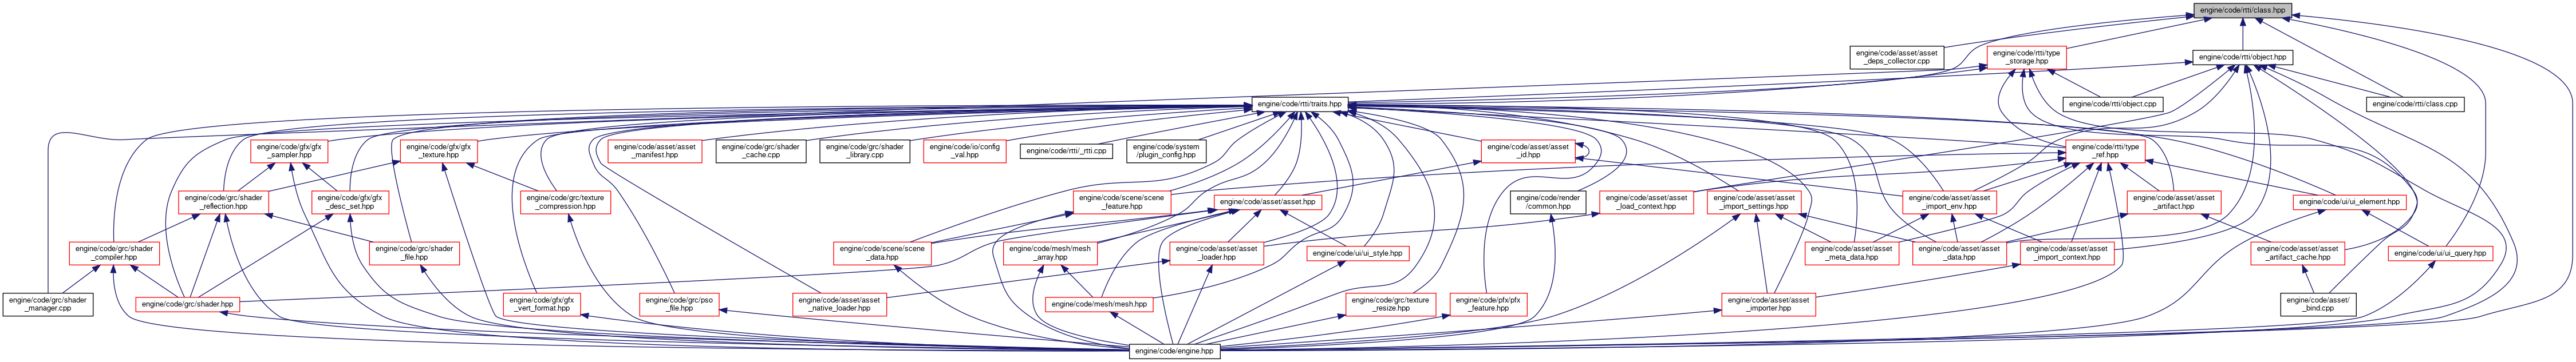 engine/code/rtti/class.hpp
engine/code/asset/asset
_deps_collector.cpp
engine/code/rtti/type
_storage.hpp
engine/code/rtti/object.hpp
engine/code/rtti/traits.hpp
engine/code/rtti/object.cpp
engine/code/rtti/class.cpp
engine/code/gfx/gfx
_sampler.hpp
engine/code/gfx/gfx
_texture.hpp
engine/code/asset/asset
_manifest.hpp
engine/code/grc/shader
_cache.cpp
engine/code/grc/shader
_library.cpp
engine/code/io/config
_val.hpp
engine/code/rtti/_rtti.cpp
engine/code/system
/plugin_config.hpp
engine/code/asset/asset
_id.hpp
engine/code/rtti/type
_ref.hpp
engine/code/grc/shader
_reflection.hpp
engine/code/gfx/gfx
_desc_set.hpp
engine/code/grc/texture
_compression.hpp
engine/code/scene/scene
_feature.hpp
engine/code/asset/asset.hpp
engine/code/render
/common.hpp
engine/code/asset/asset
_load_context.hpp
engine/code/asset/asset
_import_settings.hpp
engine/code/asset/asset
_import_env.hpp
engine/code/asset/asset
_artifact.hpp
engine/code/ui/ui_element.hpp
engine/code/grc/shader
_compiler.hpp
engine/code/grc/shader
_file.hpp
engine/code/scene/scene
_data.hpp
engine/code/mesh/mesh
_array.hpp
engine/code/asset/asset
_loader.hpp
engine/code/ui/ui_style.hpp
engine/code/asset/asset
_meta_data.hpp
engine/code/asset/asset
_data.hpp
engine/code/asset/asset
_import_context.hpp
engine/code/asset/asset
_artifact_cache.hpp
engine/code/ui/ui_query.hpp
engine/code/grc/shader
_manager.cpp
engine/code/grc/shader.hpp
engine/code/gfx/gfx
_vert_format.hpp
engine/code/grc/pso
_file.hpp
engine/code/asset/asset
_native_loader.hpp
engine/code/mesh/mesh.hpp
engine/code/grc/texture
_resize.hpp
engine/code/pfx/pfx
_feature.hpp
engine/code/asset/asset
_importer.hpp
engine/code/asset/
_bind.cpp
engine/code/engine.hpp